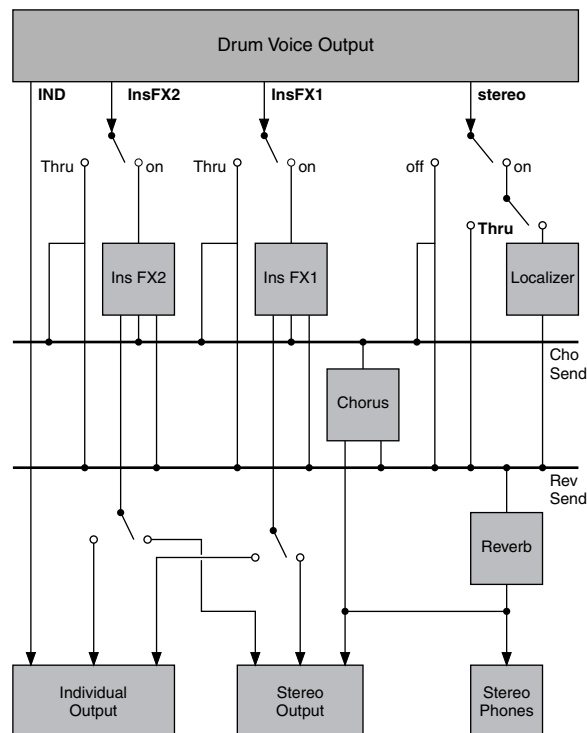 Drum Voice Output
IND
InsFX2
InsFX1
stereo
Thru
on
Thru
on
off
on
Thru
Ins FX2
Ins FX1
Localizer
Cho
Send
Chorus
Rev
Send
Reverb
Individual
Output
Stereo
Output
Stereo
Phones